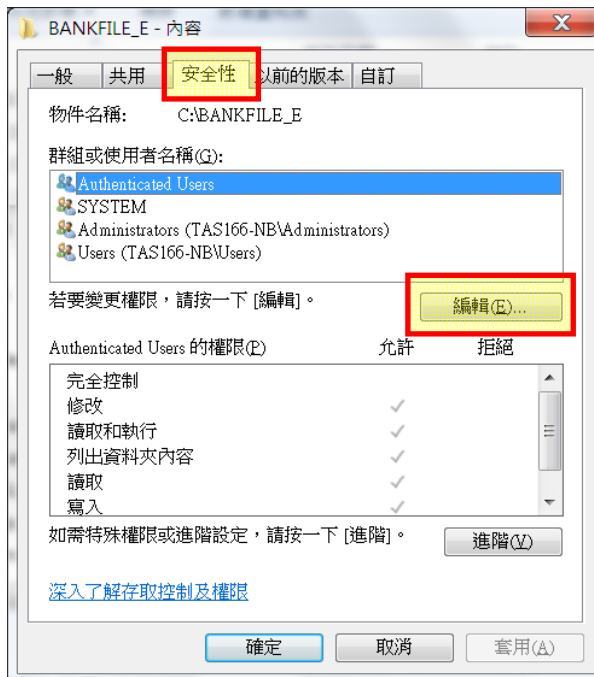 BANKFILE_E - 內容
一般 共用 安全性 以前的版本 自訂
物件名稱: C:\BANKFILE_E
群組或使用者名稱(G):
Authenticated Users
SYSTEM
Administrators (TAS166-NB\Administrators)
Users (TAS166-NB\Users)
若要變更權限，請按一下 [編輯]。
編輯(E)...
Authenticated Users 的權限(P) 允許 拒絕
完全控制
修改
讀取和執行
列出資料夾內容
讀取
寫入
如需特殊權限或進階設定，請按一下 [進階]。
進階(V)
深入了解存取控制及權限
確定 取消 套用(A)